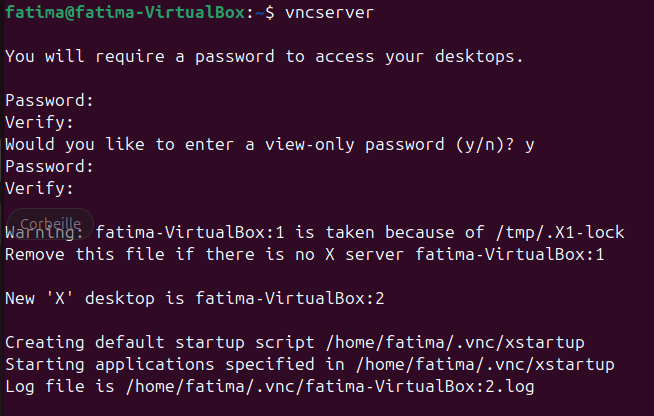 fatima@fatima-VirtualBox:~$ vncserver
You will require a password to access your desktops.
Password:
Verify:
Would you like to enter a view-only password (y/n)? y
Password:
Verify:
Corbeille
Warning: fatima-VirtualBox:1 is taken because of /tmp/.X1-lock
Remove this file if there is no X server fatima-VirtualBox:1
New 'X' desktop is fatima-VirtualBox:2
Creating default startup script /home/fatima/.vnc/xstartup
Starting applications specified in /home/fatima/.vnc/xstartup
Log file is /home/fatima/.vnc/fatima-VirtualBox:2.log